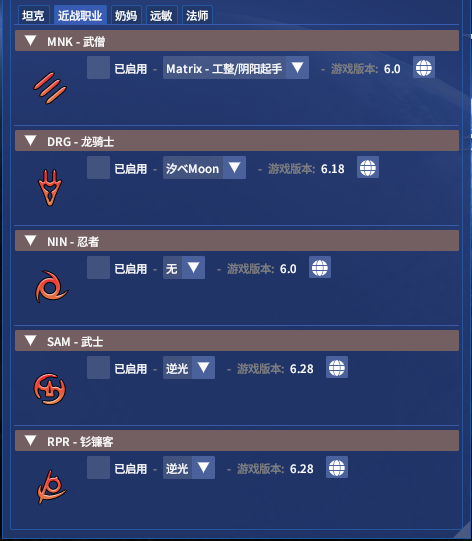 坦克 近战职业 奶妈 远敏 法师
MNK - 武僧
已启用 - Matrix - 工整/阴阳起手 - 游戏版本: 6.0
DRG - 龙骑士
已启用 - 汐べMoon - 游戏版本: 6.18
NIN - 忍者
已启用 - 无 - 游戏版本: 6.0
SAM - 武士
已启用 - 逆光 - 游戏版本: 6.28
RPR - 钐镰客
已启用 - 逆光 - 游戏版本: 6.28